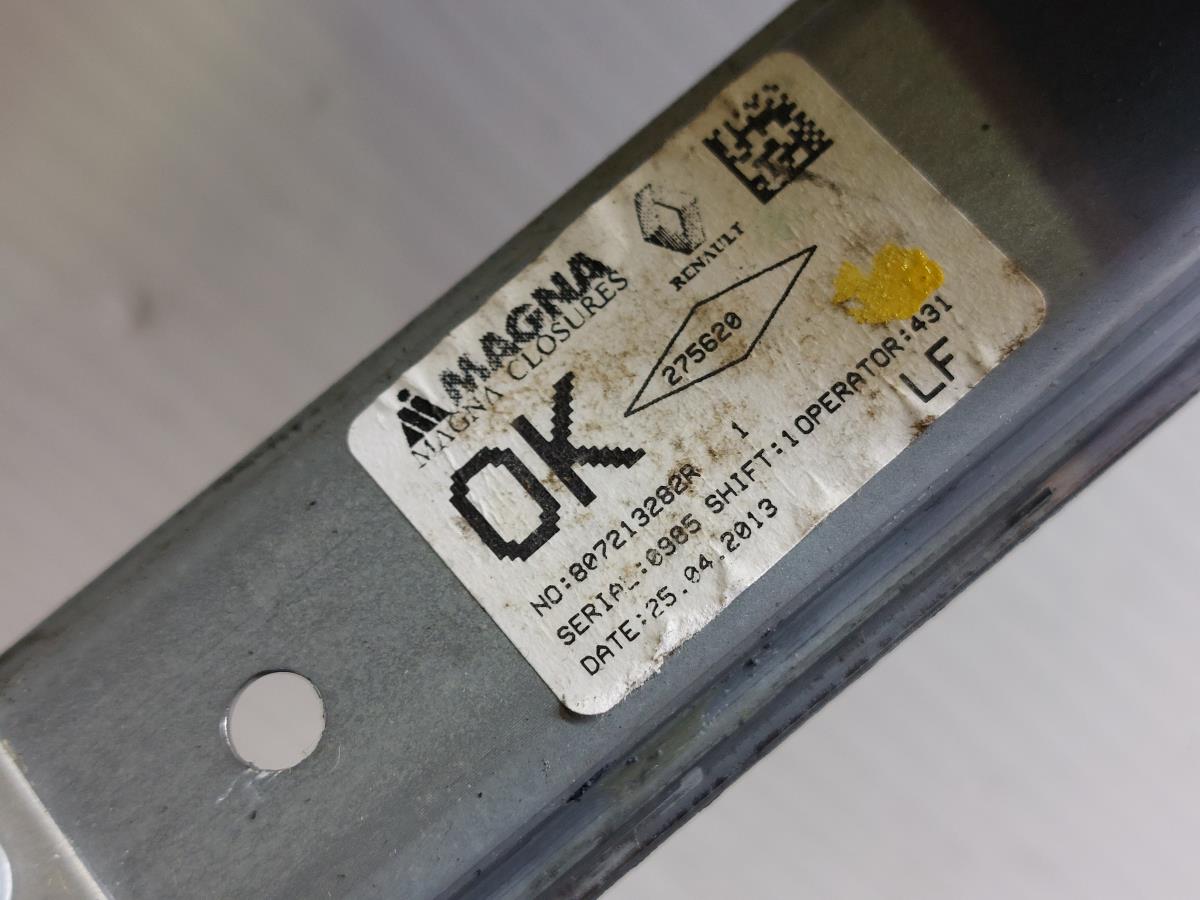 MAGNA
MAGNA CLOSURES
RENAULT
OK
275620
1
NO:807213282R
SERIAL:0385 SHIFT:1 OPERATOR:431
DATE:25.04.2013
LF